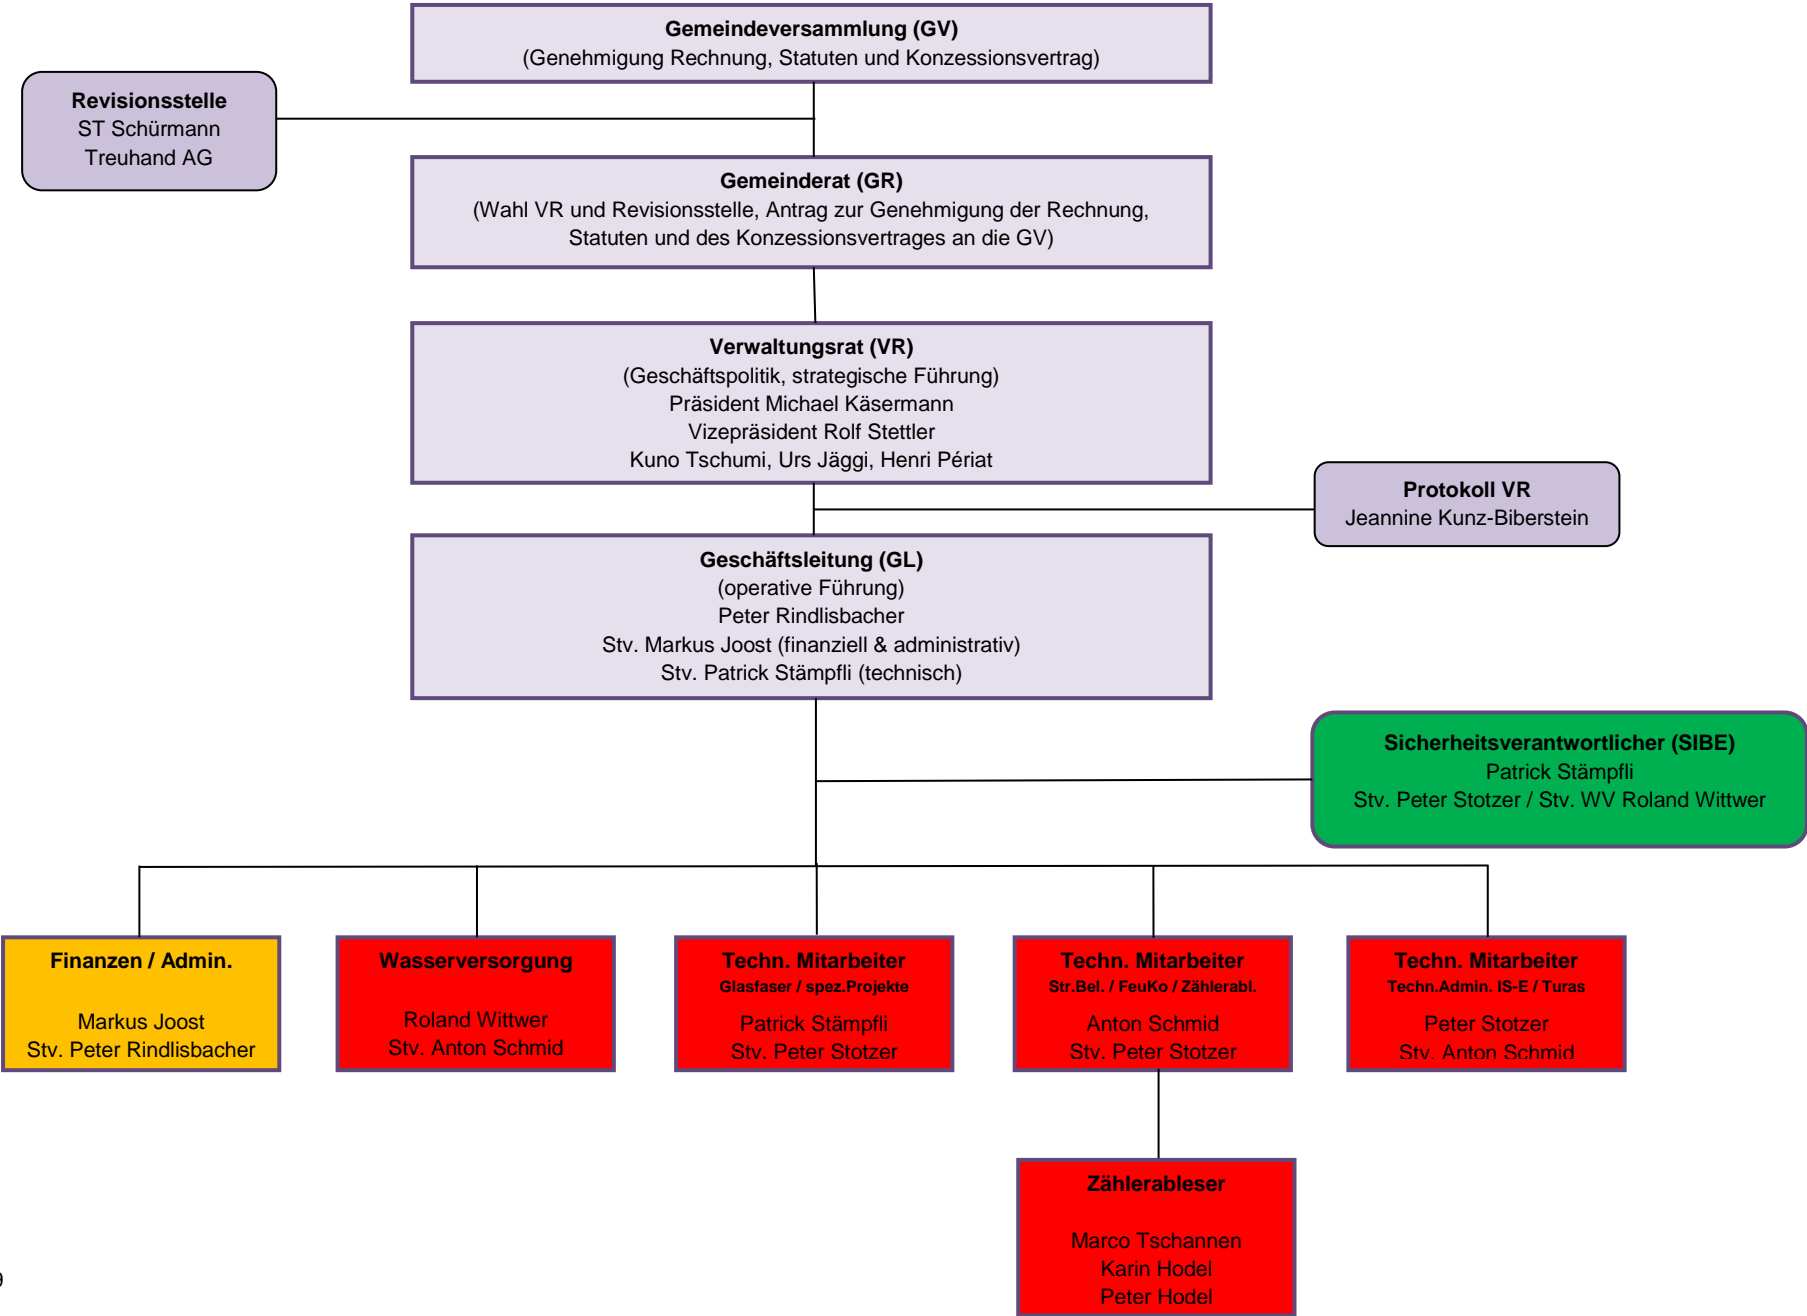 Gemeindeversammlung (GV)
(Genehmigung Rechnung, Statuten und Konzessionsvertrag)
Revisionsstelle
ST Schürmann
Treuhand AG
Gemeinderat (GR)
(Wahl VR und Revisionsstelle, Antrag zur Genehmigung der Rechnung,
Statuten und des Konzessionsvertrages an die GV)
Verwaltungsrat (VR)
(Geschäftspolitik, strategische Führung)
Präsident Michael Käsermann
Vizepräsident Rolf Stettler
Kuno Tschumi, Urs Jäggi, Henri Périat
Protokoll VR
Jeannine Kunz-Biberstein
Geschäftsleitung (GL)
(operative Führung)
Peter Rindlisbacher
Stv. Markus Joost (finanziell & administrativ)
Stv. Patrick Stämpfli (technisch)
Sicherheitsverantwortlicher (SIBE)
Patrick Stämpfli
Stv. Peter Stotzer / Stv. WV Roland Wittwer
Finanzen / Admin.
Markus Joost
Stv. Peter Rindlisbacher
Wasserversorgung
Roland Wittwer
Stv. Anton Schmid
Techn. Mitarbeiter
Glasfaser / spez.Projekte
Patrick Stämpfli
Stv. Peter Stotzer
Techn. Mitarbeiter
Str.Bel. / FeuKo / Zählerabl.
Anton Schmid
Stv. Peter Stotzer
Techn. Mitarbeiter
Techn.Admin. IS-E / Turas
Peter Stotzer
Stv. Anton Schmid
Zählerableser
Marco Tschannen
Karin Hodel
Peter Hodel